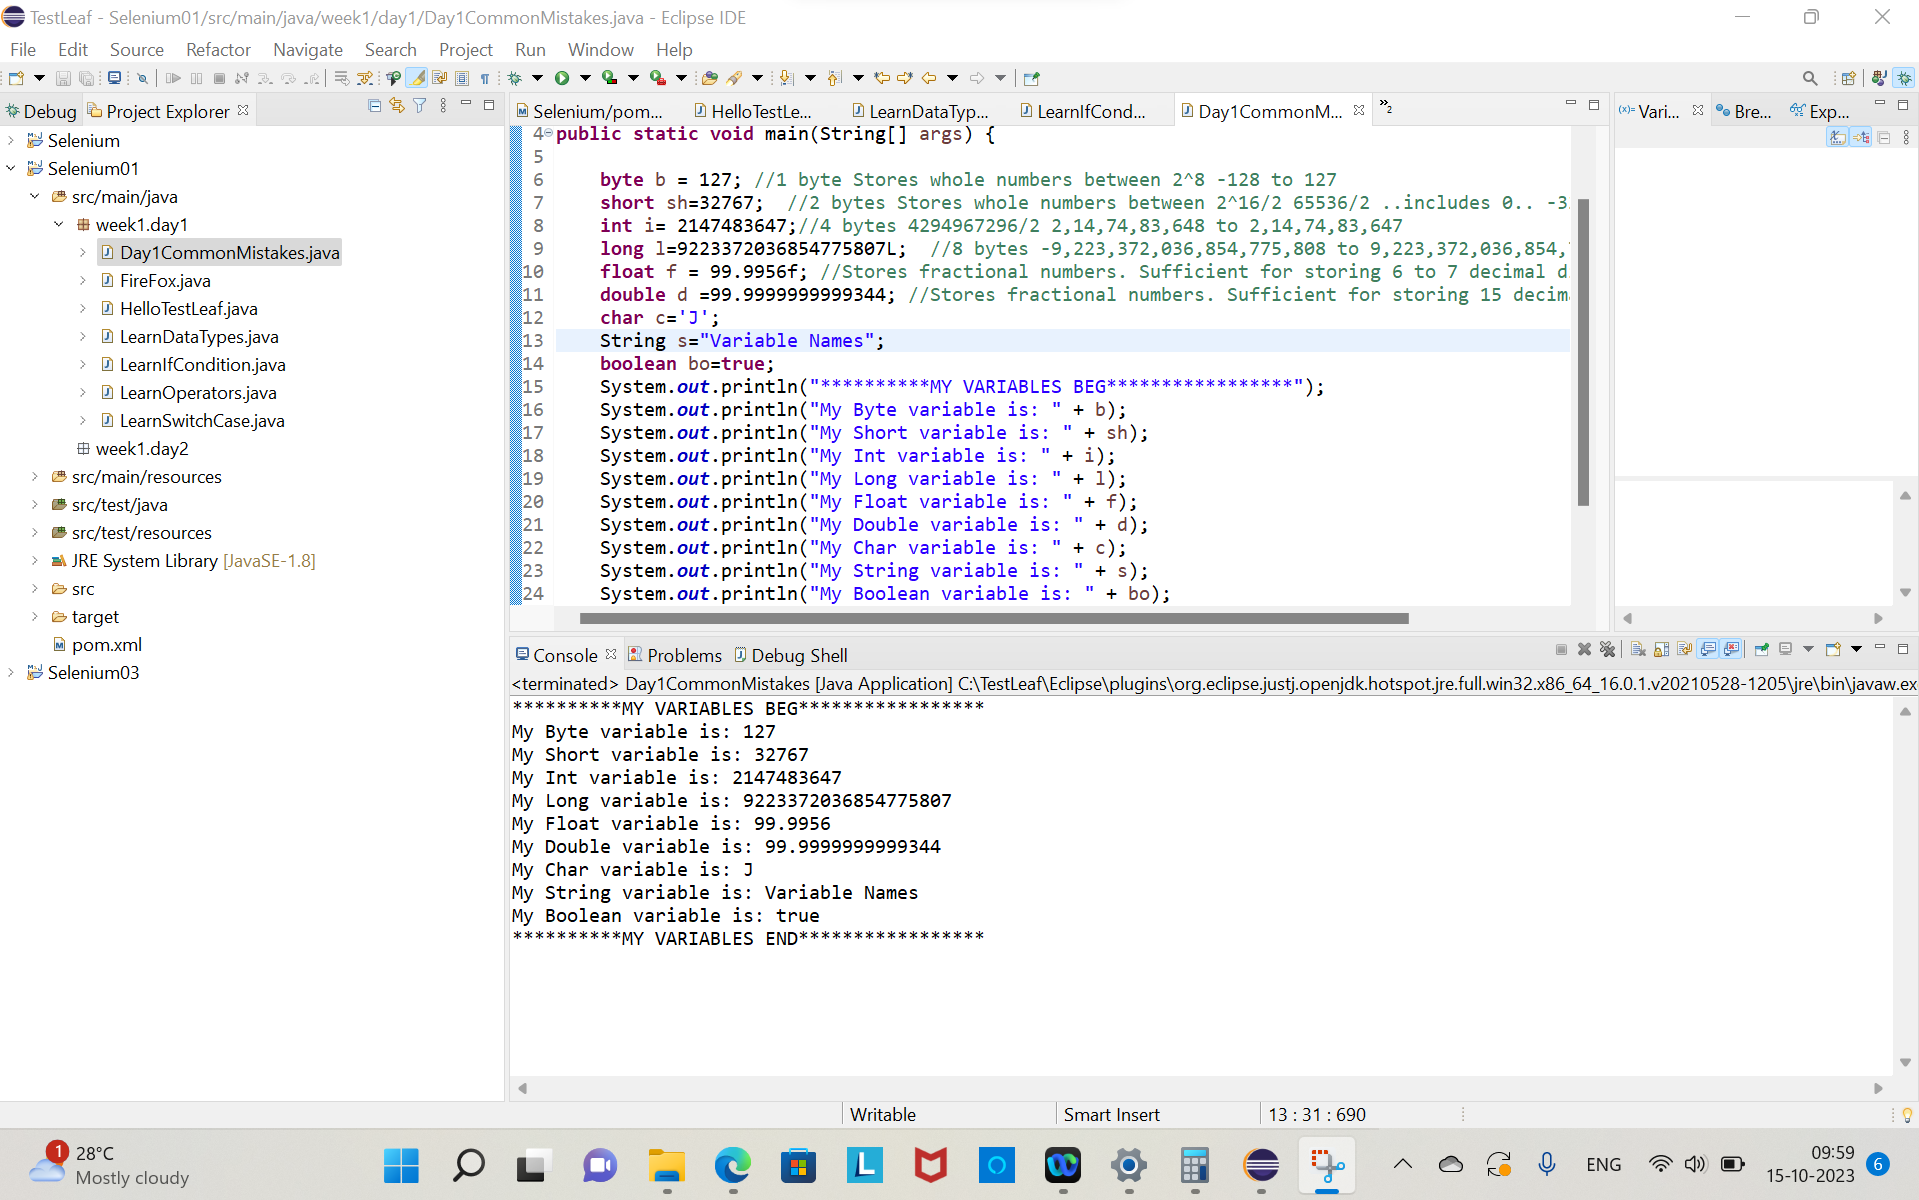 TestLeaf - Selenium01/src/main/java/week1/day1/Day1CommonMistakes.java - Eclipse IDE
File Edit Source Refactor Navigate Search Project Run Window Help
Debug Project Explorer
Selenium
Selenium01
src/main/java
week1.day1
Day1CommonMistakes.java
FireFox.java
HelloTestLeaf.java
LearnDataTypes.java
LearnIfCondition.java
LearnOperators.java
LearnSwitchCase.java
week1.day2
src/main/resources
src/test/java
src/test/resources
JRE System Library [JavaSE-1.8]
src
target
pom.xml
Selenium03
Selenium/pom... HelloTestLe... LearnDataTyp... LearnIfCond... Day1CommonM... »2
4 public static void main(String[] args) {
5
6 byte b = 127; //1 byte Stores whole numbers between 2^8 -128 to 127
7 short sh=32767;  //2 bytes Stores whole numbers between 2^16/2 65536/2 ..includes 0.. -3
8 int i= 2147483647;//4 bytes 4294967296/2 2,14,74,83,648 to 2,14,74,83,647
9 long l=9223372036854775807L;  //8 bytes -9,223,372,036,854,775,808 to 9,223,372,036,854,
10 float f = 99.9956f; //Stores fractional numbers. Sufficient for storing 6 to 7 decimal d
11 double d =99.9999999999344; //Stores fractional numbers. Sufficient for storing 15 decim
12 char c='J';
13 String s="Variable Names";
14 boolean bo=true;
15 System.out.println("**********MY VARIABLES BEG*****************");
16 System.out.println("My Byte variable is: " + b);
17 System.out.println("My Short variable is: " + sh);
18 System.out.println("My Int variable is: " + i);
19 System.out.println("My Long variable is: " + l);
20 System.out.println("My Float variable is: " + f);
21 System.out.println("My Double variable is: " + d);
22 System.out.println("My Char variable is: " + c);
23 System.out.println("My String variable is: " + s);
24 System.out.println("My Boolean variable is: " + bo);
(x)= Vari... Bre... Exp...
Console Problems Debug Shell
<terminated> Day1CommonMistakes [Java Application] C:\TestLeaf\Eclipse\plugins\org.eclipse.justj.openjdk.hotspot.jre.full.win32.x86_64_16.0.1.v20210528-1205\jre\bin\javaw.ex
**********MY VARIABLES BEG*****************
My Byte variable is: 127
My Short variable is: 32767
My Int variable is: 2147483647
My Long variable is: 9223372036854775807
My Float variable is: 99.9956
My Double variable is: 99.9999999999344
My Char variable is: J
My String variable is: Variable Names
My Boolean variable is: true
**********MY VARIABLES END*****************
Writable Smart Insert 13 : 31 : 690
1 28°C
Mostly cloudy
L
ENG
09:59
15-10-2023
6